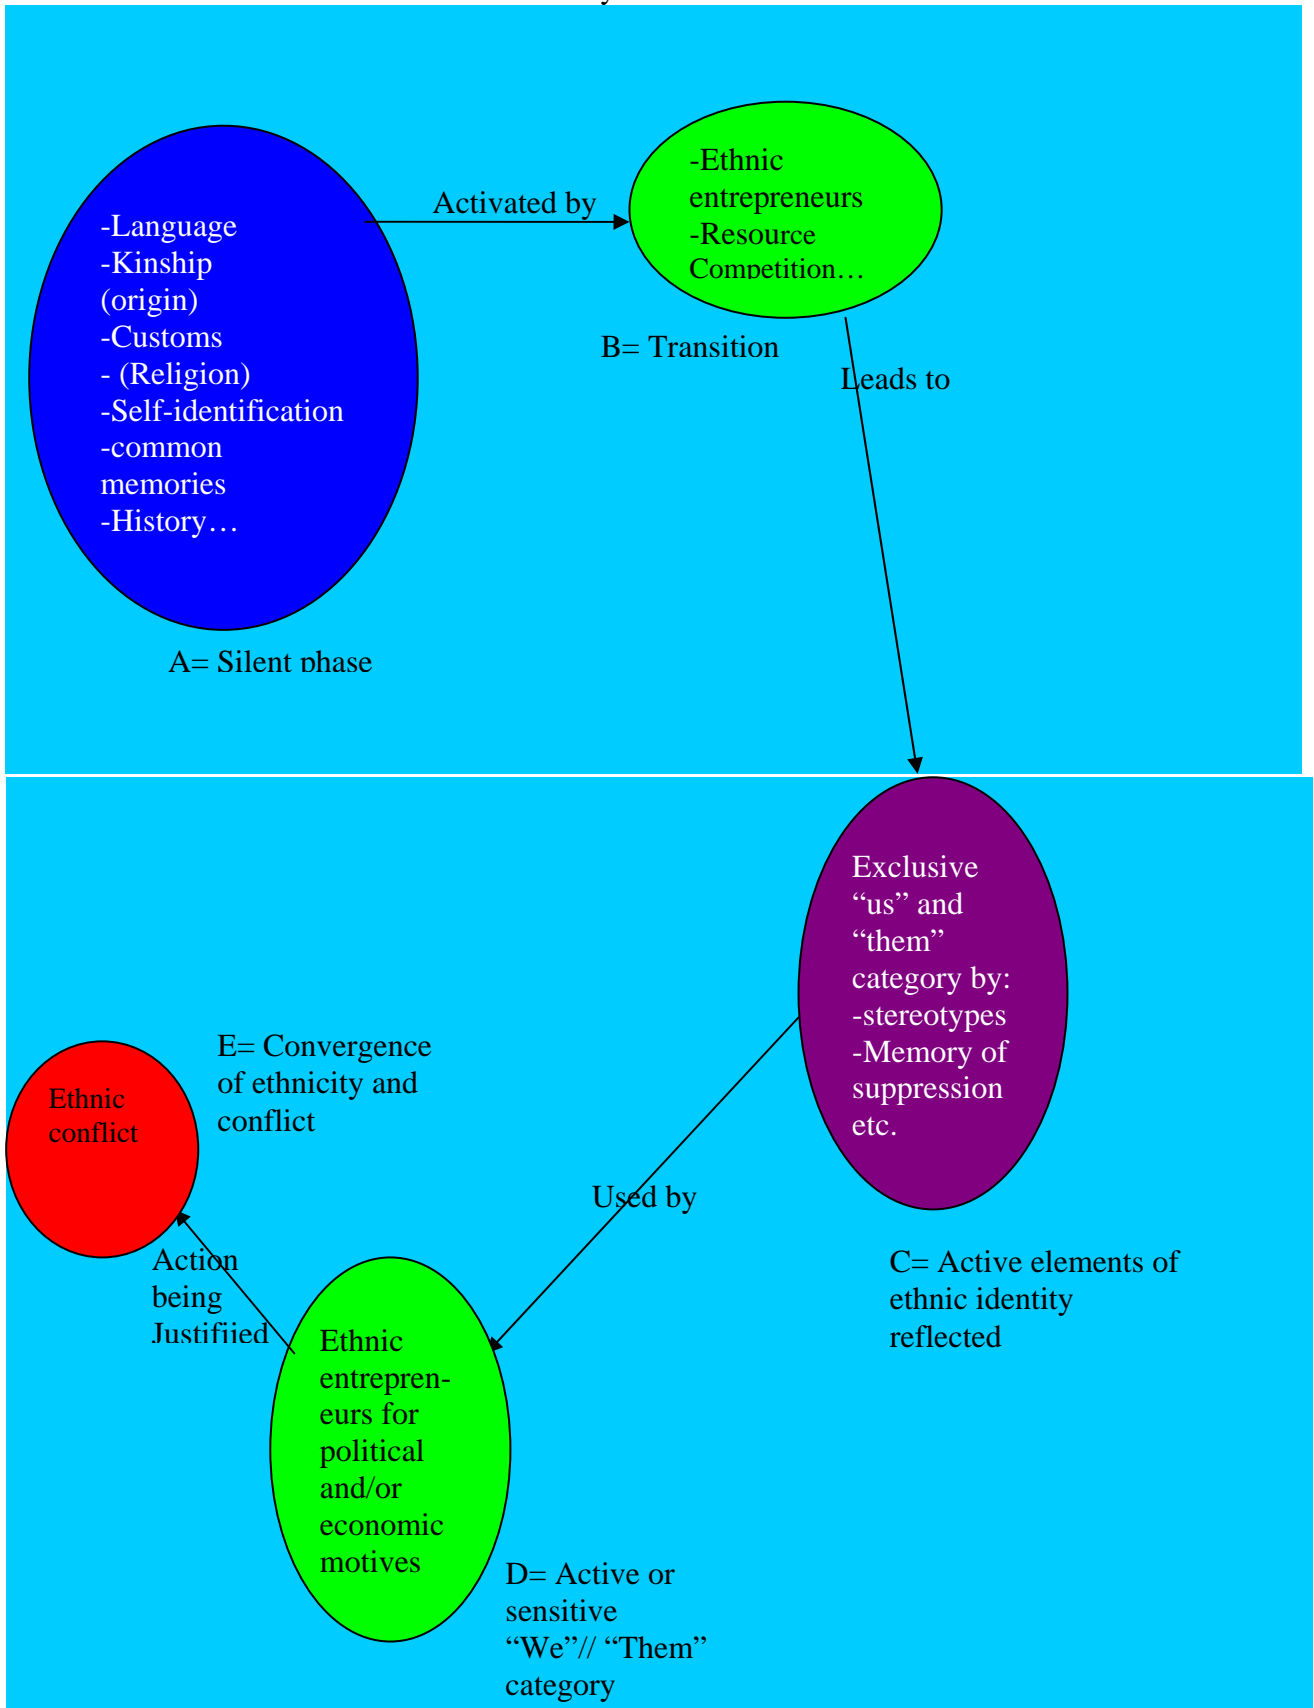 -Language
-Kinship
(origin)
-Customs
- (Religion)
-Self-identification
-common
memories
-History…
A= Silent phase
Activated by
-Ethnic
entrepreneurs
-Resource
Competition…
B= Transition
Leads to
Exclusive
“us” and
“them”
category by:
-stereotypes
-Memory of
suppression
etc.
C= Active elements of
ethnic identity
reflected
Used by
Ethnic
entrepren-
eurs for
political
and/or
economic
motives
D= Active or
sensitive
“We”// “Them”
category
Action
being
Justifiied
Ethnic
conflict
E= Convergence
of ethnicity and
conflict